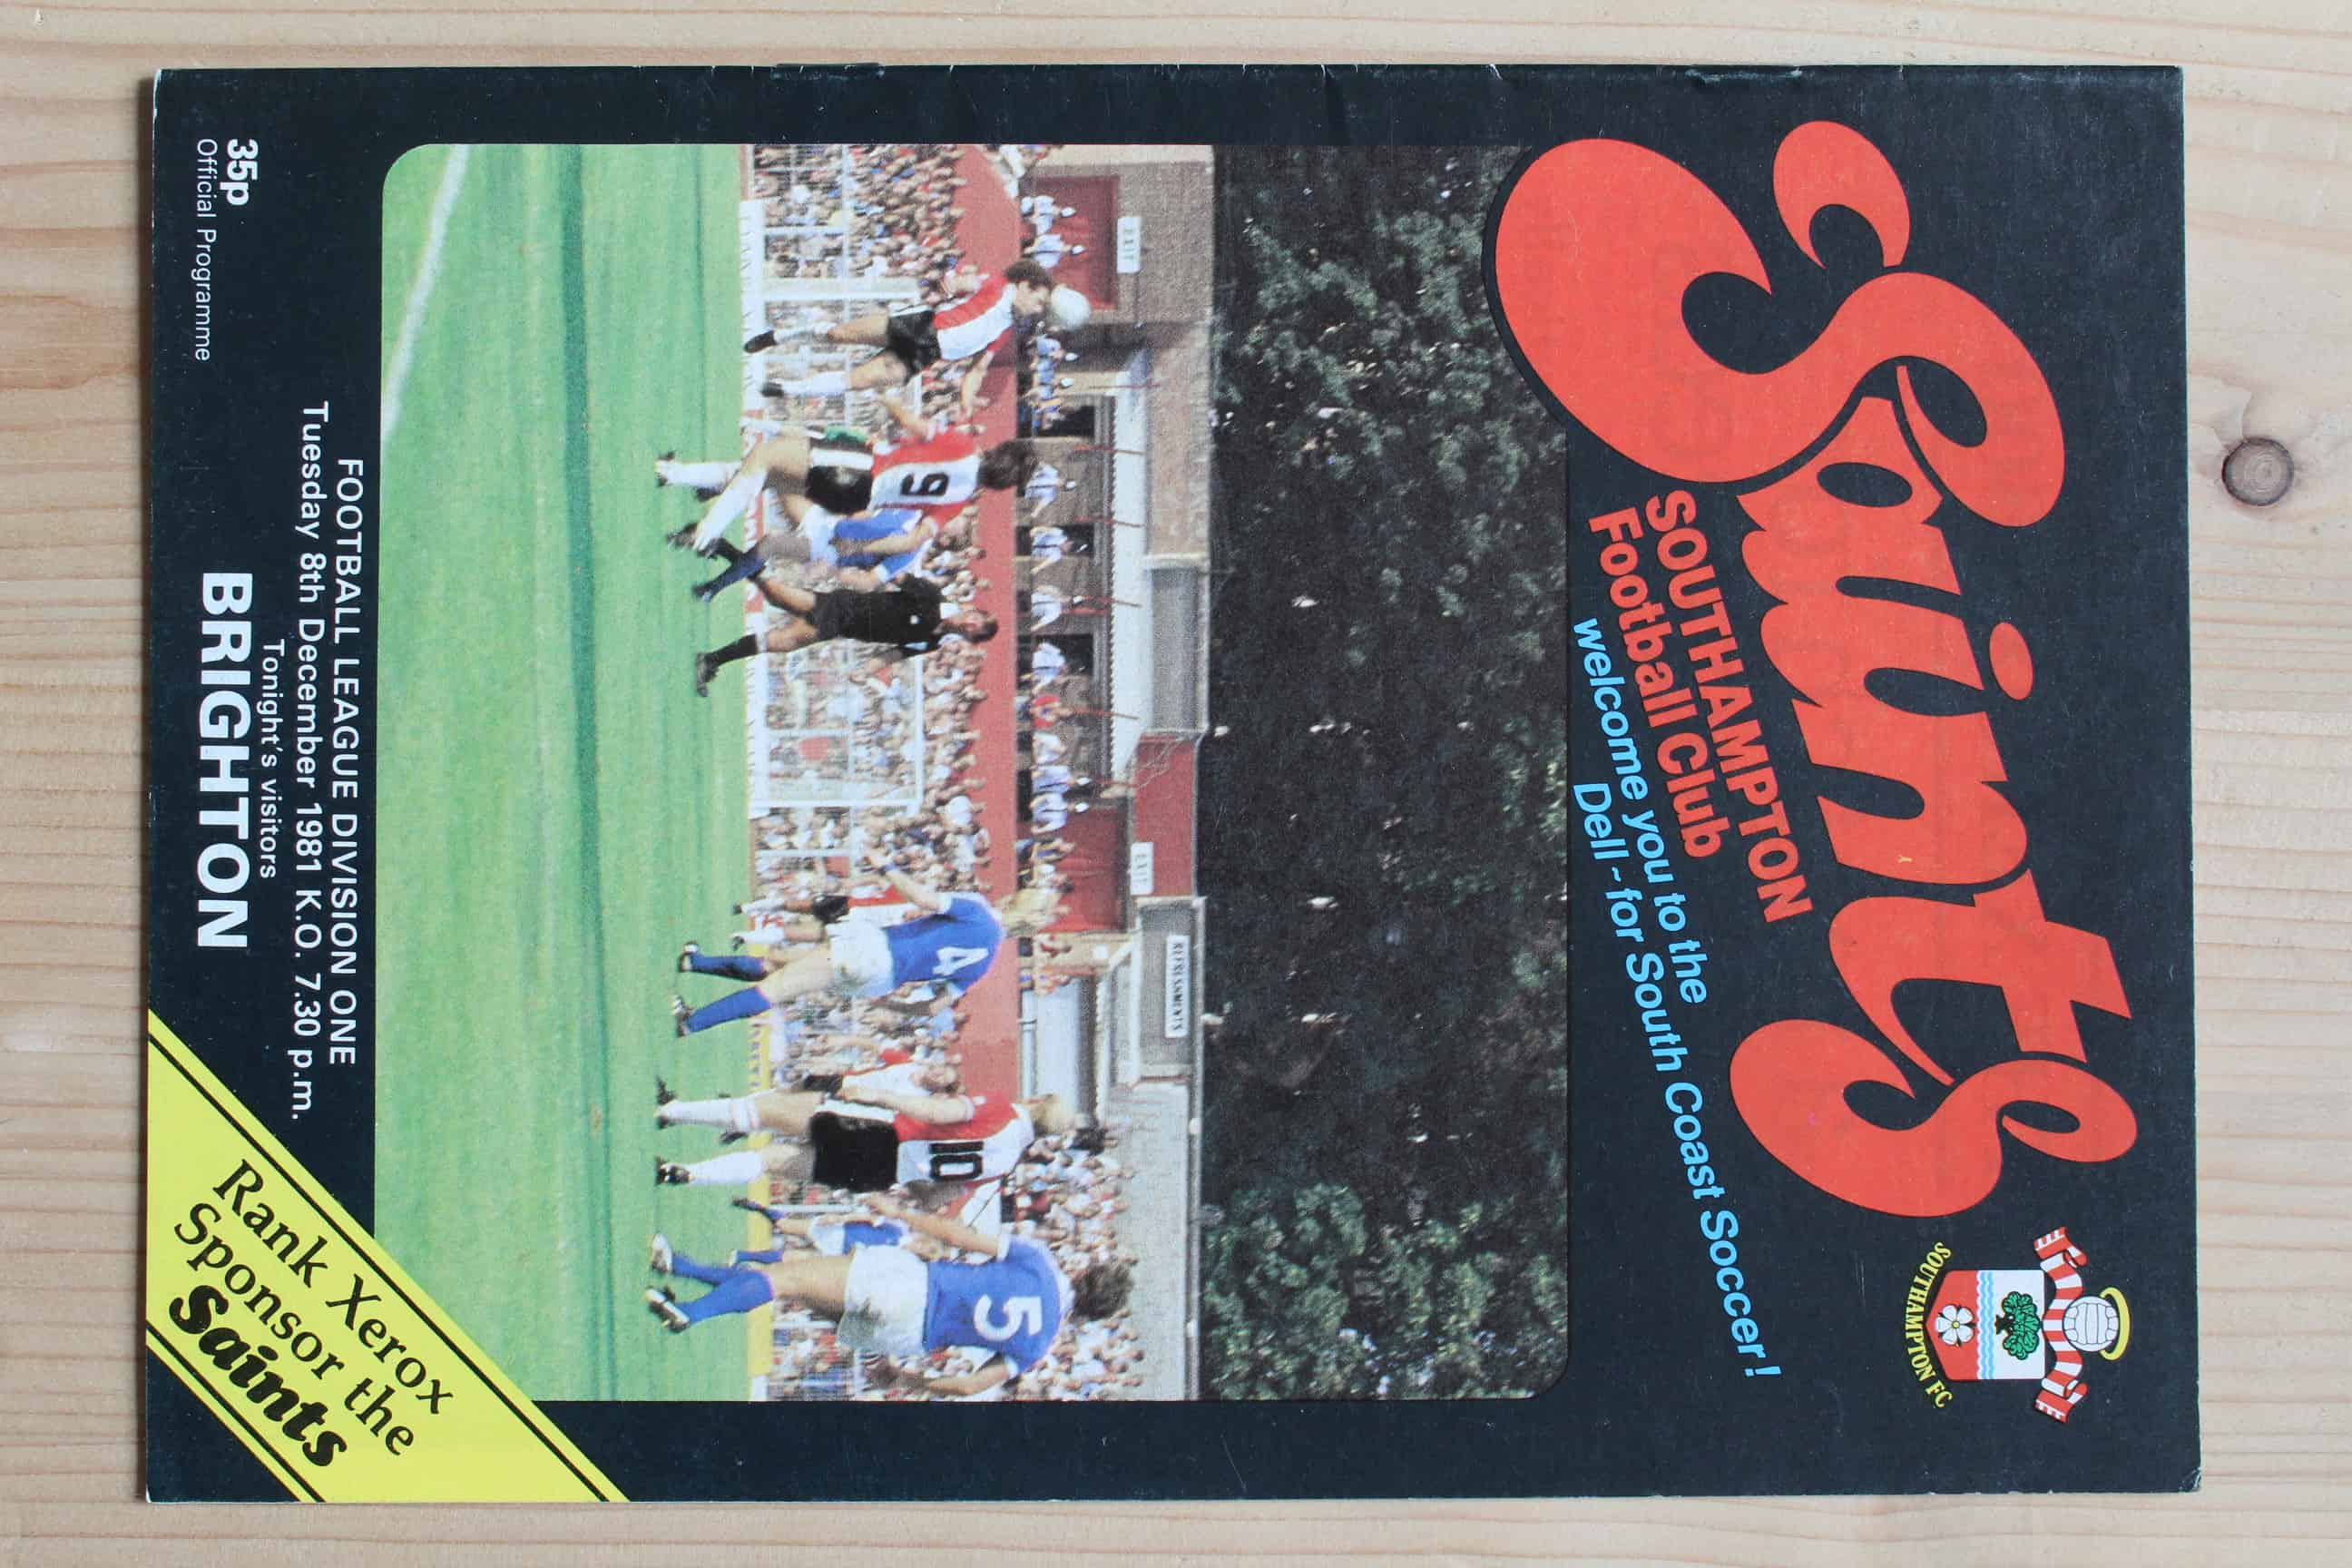 Saints
SOUTHAMPTON FC
SOUTHAMPTON
Football Club
welcome you to the
Dell - for South Coast Soccer!
EXIT
EXIT
REFRESHMENTS
9
4
10
5
FOOTBALL LEAGUE DIVISION ONE
Tuesday 8th December 1981 K.O. 7.30 p.m.
Tonight's visitors
BRIGHTON
35p
Official Programme
Rank Xerox
Sponsor the
Saints